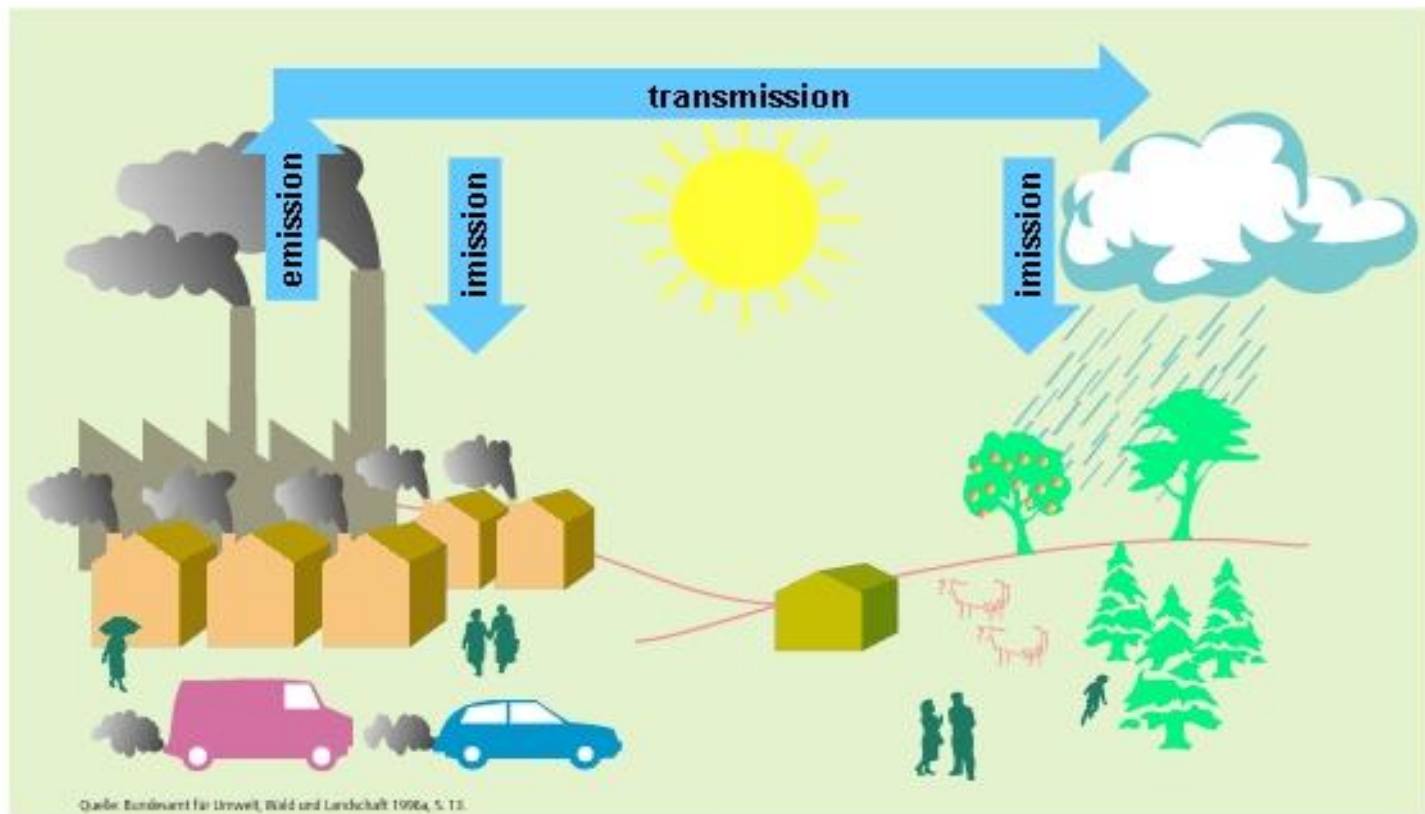 transmission
emission
imission
imission
Quelle: Bundesamt für Umwelt, Wald und Landschaft 1996a, S. 13.